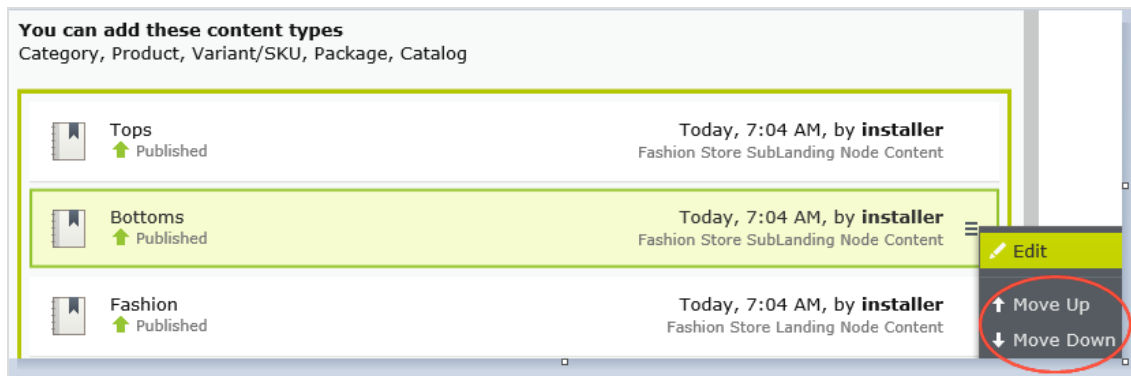 You can add these content types
Category, Product, Variant/SKU, Package, Catalog
Tops
Today, 7:04 AM, by installer
Published
Fashion Store SubLanding Node Content
Bottoms
Today, 7:04 AM, by installer
Published
Fashion Store SubLanding Node Content
Edit
Fashion
Today, 7:04 AM, by installer
Move Up
Published
Fashion Store Landing Node Content
Move Down